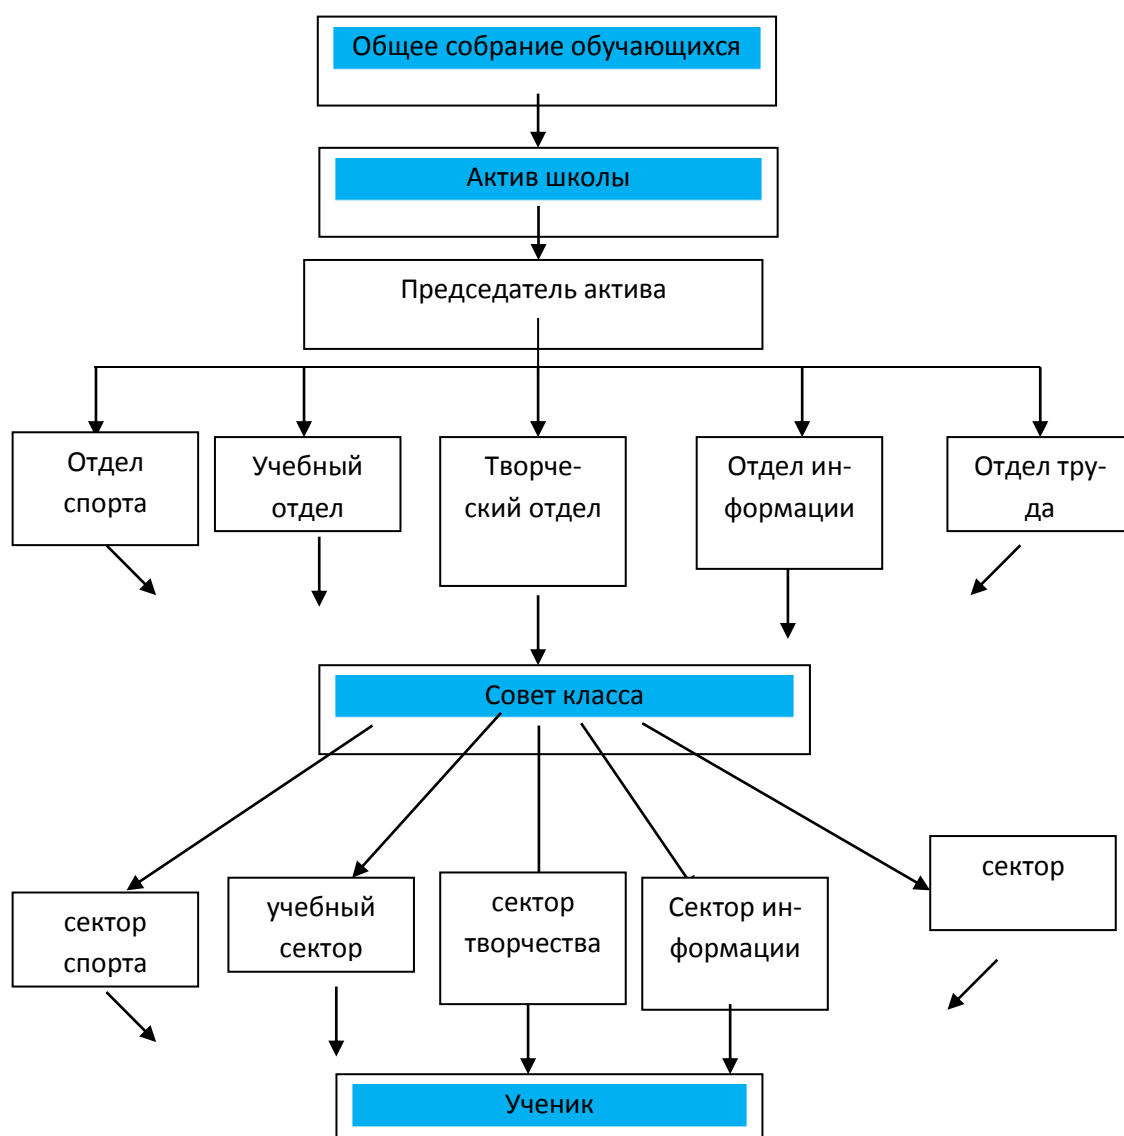 Общее собрание обучающихся
Актив школы
Председатель актива
Отдел
спорта
Учебный
отдел
Творче-
ский отдел
Отдел ин-
формации
Отдел тру-
да
Совет класса
сектор
спорта
учебный
сектор
сектор
творчества
Сектор ин-
формации
сектор
Ученик